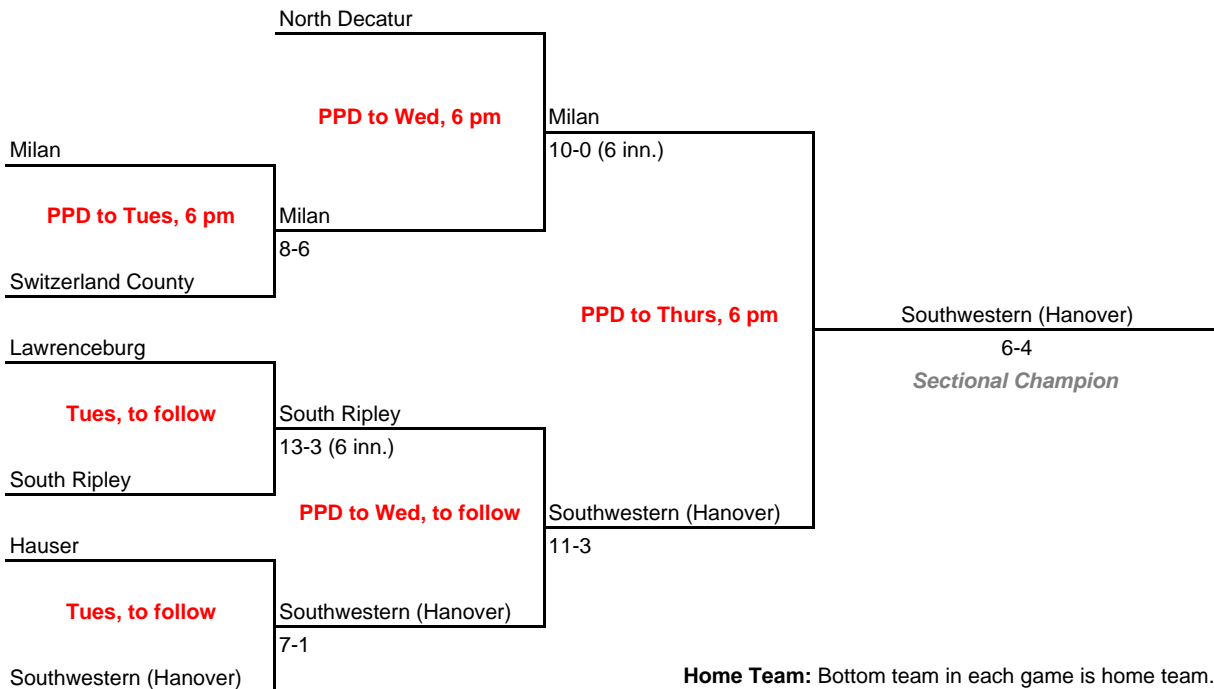 North Decatur
PPD to Wed, 6 pm
Milan
Milan
10-0 (6 inn.)
PPD to Tues, 6 pm
Milan
8-6
Switzerland County
PPD to Thurs, 6 pm
Southwestern (Hanover)
Lawrenceburg
6-4
Sectional Champion
Tues, to follow
South Ripley
13-3 (6 inn.)
South Ripley
PPD to Wed, to follow
Southwestern (Hanover)
Hauser
11-3
Tues, to follow
Southwestern (Hanover)
7-1
Southwestern (Hanover)
Home Team: Bottom team in each game is home team.